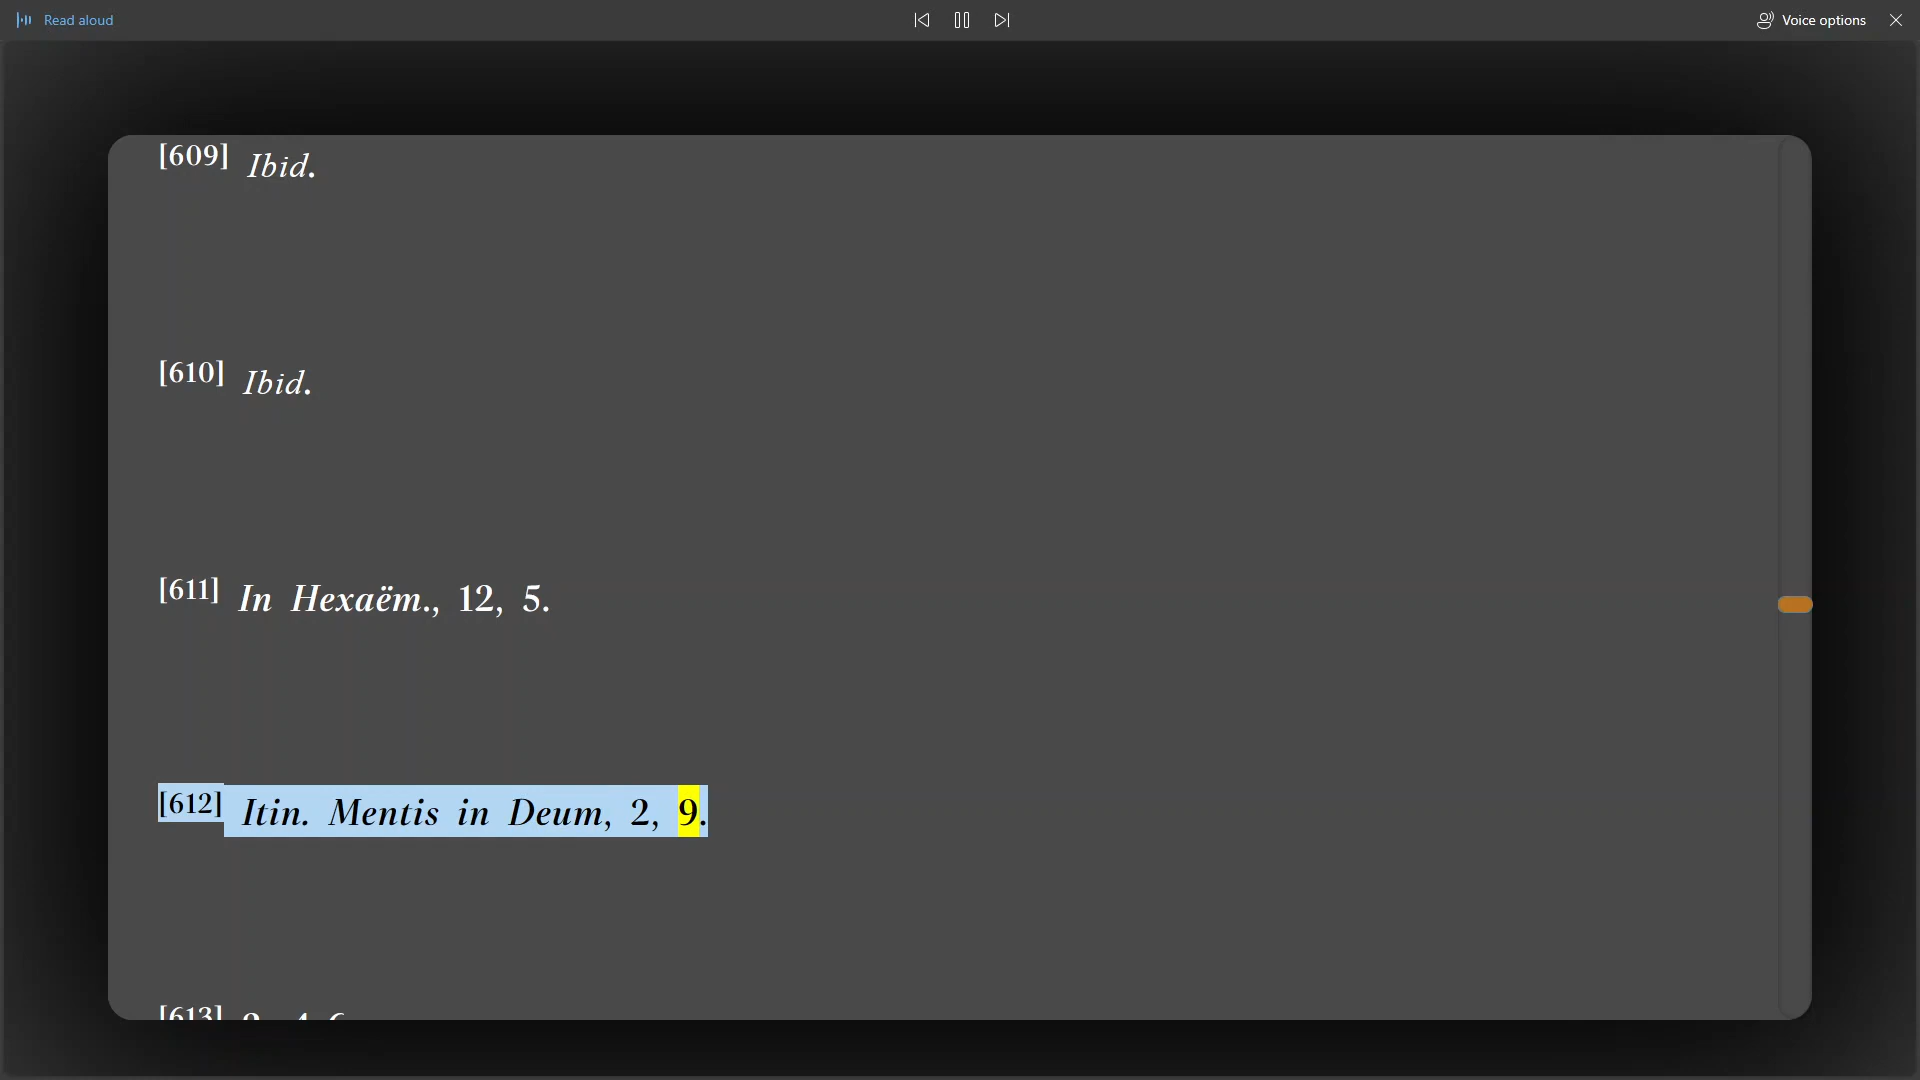 Read aloud
Voice options
[609] Ibid.
[610] Ibid.
[611] In Hexaëm., 12, 5.
[612] Itin. Mentis in Deum, 2, 9.
[613]